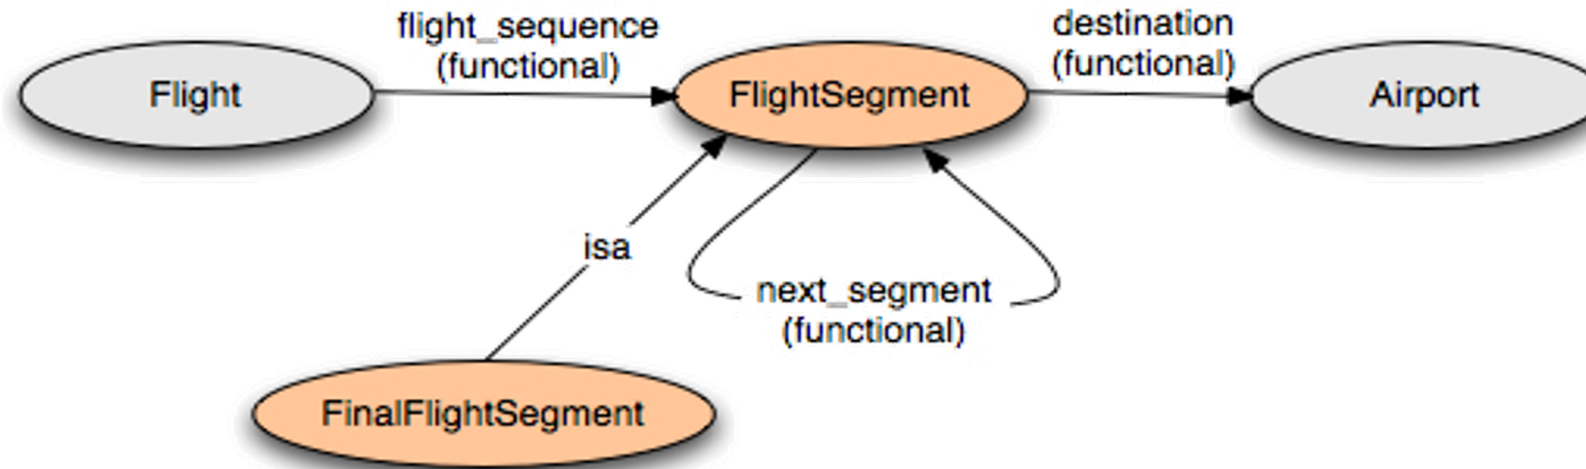 flight_sequence
(functional)
destination
(functional)
Flight
FlightSegment
Airport
isa
next_segment
(functional)
FinalFlightSegment